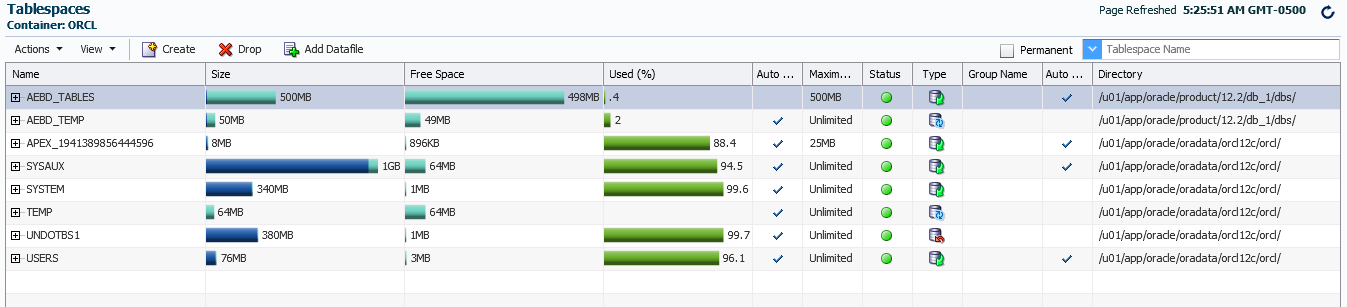 Tablespaces
Container: ORCL
Page Refreshed 5:25:51 AM GMT-0500
Actions View Create Drop Add Datafile Permanent Tablespace Name
Name Size Free Space Used (%) Auto ... Maxim... Status Type Group Name Auto ... Directory
AEBD_TABLES 500MB 498MB .4 500MB /u01/app/oracle/product/12.2/db_1/dbs/
AEBD_TEMP 50MB 49MB 2 Unlimited /u01/app/oracle/product/12.2/db_1/dbs/
APEX_1941389856444596 8MB 896KB 88.4 25MB /u01/app/oracle/oradata/orcl12c/orcl/
SYSAUX 1GB 64MB 94.5 Unlimited /u01/app/oracle/oradata/orcl12c/orcl/
SYSTEM 340MB 1MB 99.6 Unlimited /u01/app/oracle/oradata/orcl12c/orcl/
TEMP 64MB 64MB Unlimited /u01/app/oracle/oradata/orcl12c/orcl/
UNDOTBS1 380MB 1MB 99.7 Unlimited /u01/app/oracle/oradata/orcl12c/orcl/
USERS 76MB 3MB 96.1 Unlimited /u01/app/oracle/oradata/orcl12c/orcl/